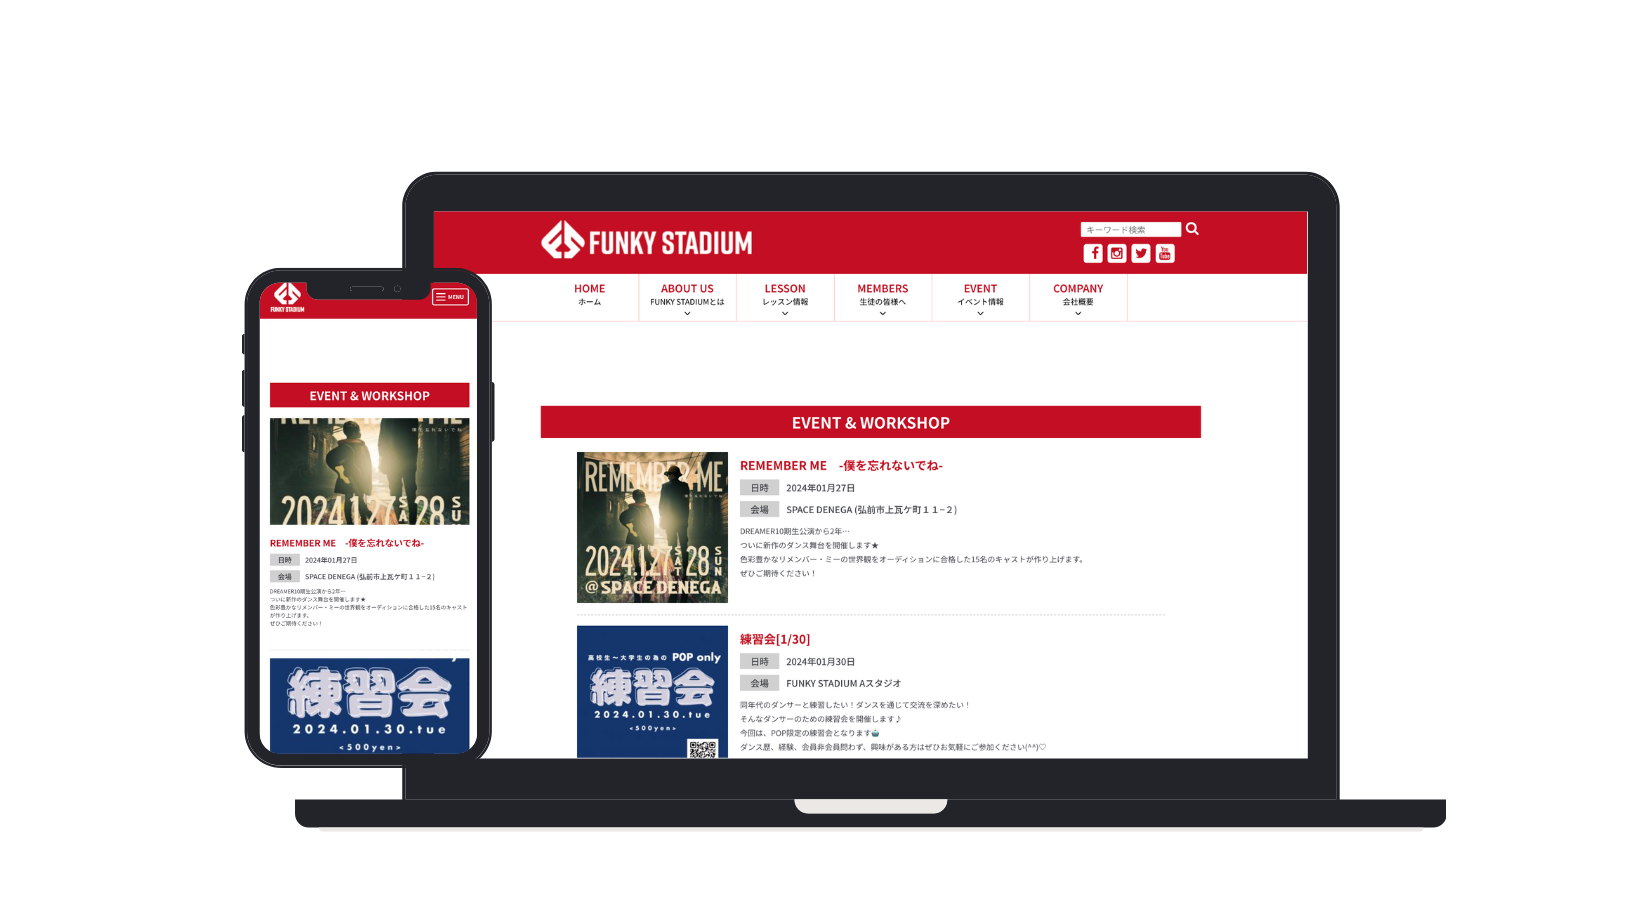 FUNKY STADIUM
キーワード検索
You
Tube
HOME
ホーム
ABOUT US
FUNKY STADIUMとは
LESSON
レッスン情報
MEMBERS
生徒の皆様へ
EVENT
イベント情報
COMPANY
会社概要
EVENT & WORKSHOP
REMEMBER ME
僕を忘れないでね
2024.1.27 SAT 28 SUN
@SPACE DENEGA
REMEMBER ME　-僕を忘れないでね-
日時 2024年01月27日
会場 SPACE DENEGA (弘前市上瓦ケ町１１−２)
DREAMER10期生公演から2年…
ついに新作のダンス舞台を開催します★
色彩豊かなリメンバー・ミーの世界観をオーディションに合格した15名のキャストが作り上げます。
ぜひご期待ください！
高校生～大学生の為の POP only
練習会
2024.01.30.tue
<500yen>
練習会[1/30]
日時 2024年01月30日
会場 FUNKY STADIUM Aスタジオ
同年代のダンサーと練習したい！ダンスを通じて交流を深めたい！
そんなダンサーのための練習会を開催します♪
今回は、POP限定の練習会となります
ダンス歴、経験、会員非会員問わず、興味がある方はぜひお気軽にご参加ください(^^)♡
FUNKY STADIUM
MENU
EVENT & WORKSHOP
REMEMBER ME
僕を忘れないでね
2024.1.27 SAT 28 SUN
REMEMBER ME　-僕を忘れないでね-
日時 2024年01月27日
会場 SPACE DENEGA (弘前市上瓦ケ町１１−２)
DREAMER10期生公演から2年…
ついに新作のダンス舞台を開催します★
色彩豊かなリメンバー・ミーの世界観をオーディションに合格した15名のキャスト
が作り上げます。
ぜひご期待ください！
練習会
2024.01.30.tue
<500yen>